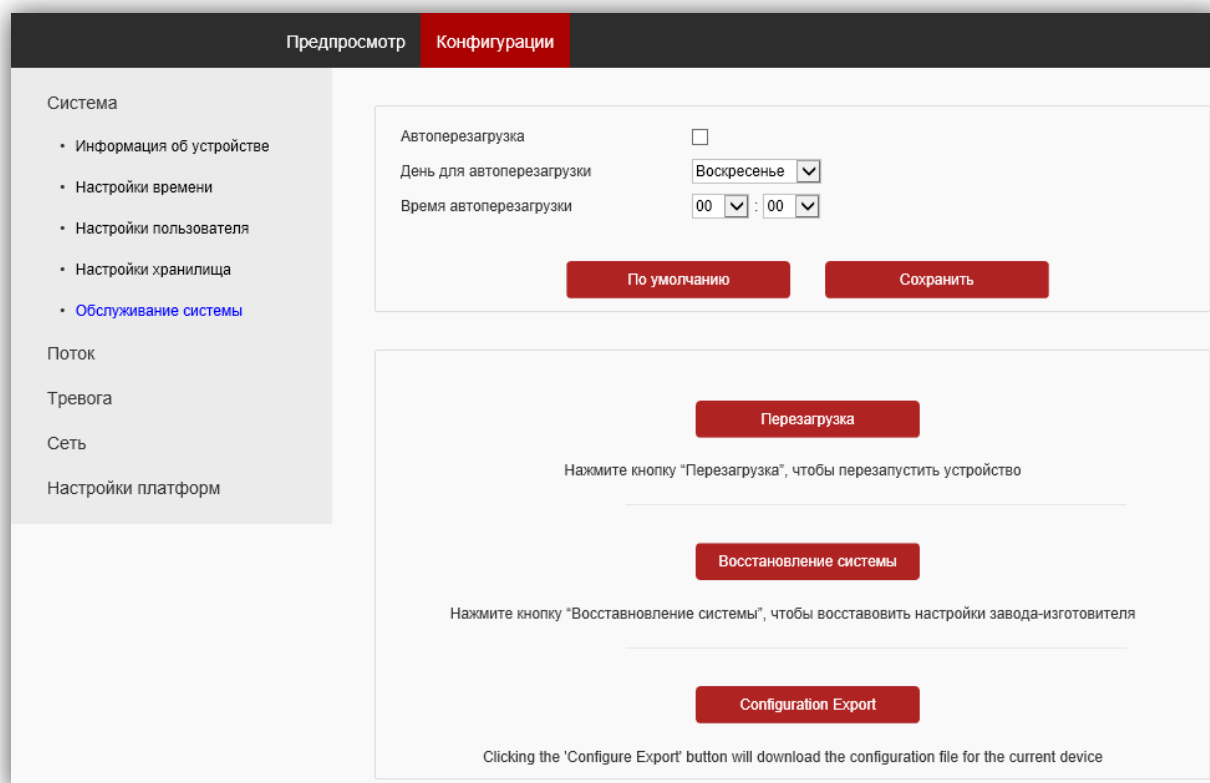 Предпросмотр Конфигурации
Система
• Информация об устройстве
• Настройки времени
• Настройки пользователя
• Настройки хранилища
• Обслуживание системы
Поток
Тревога
Сеть
Настройки платформ
Автоперезагрузка
День для автоперезагрузки Воскресенье
Время автоперезагрузки 00 : 00
По умолчанию Сохранить
Перезагрузка
Нажмите кнопку “Перезагрузка”, чтобы перезапустить устройство
Восстановление системы
Нажмите кнопку “Восставновление системы”, чтобы восставовить настройки завода-изготовителя
Configuration Export
Clicking the 'Configure Export' button will download the configuration file for the current device